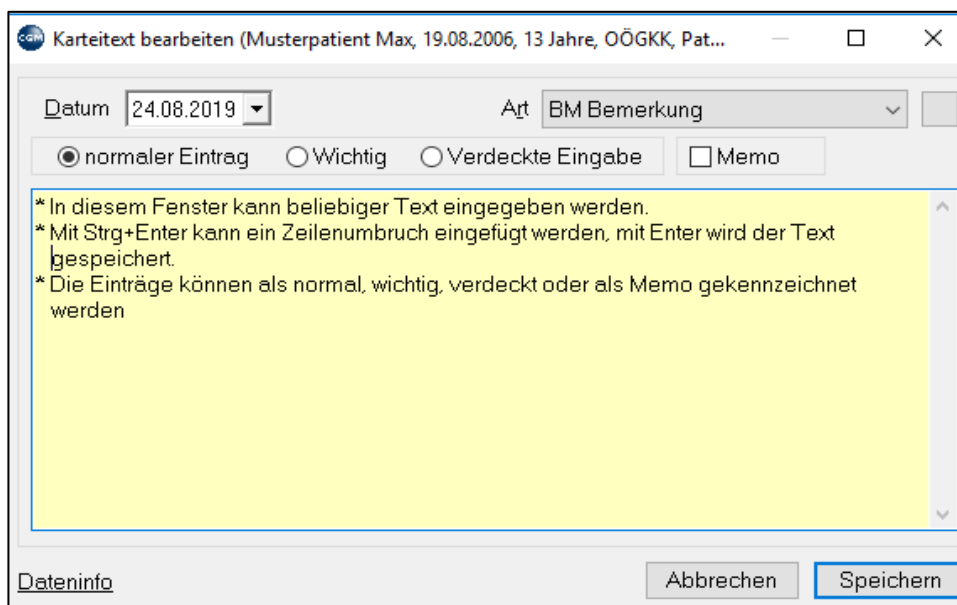 CGM Karteitext bearbeiten (Musterpatient Max, 19.08.2006, 13 Jahre, OÖGKK, Pat...
Datum 24.08.2019 Art BM Bemerkung
normaler Eintrag Wichtig Verdeckte Eingabe Memo
* In diesem Fenster kann beliebiger Text eingegeben werden.
* Mit Strg+Enter kann ein Zeilenumbruch eingefügt werden, mit Enter wird der Text
gespeichert.
* Die Einträge können als normal, wichtig, verdeckt oder als Memo gekennzeichnet
werden
Dateninfo Abbrechen Speichern